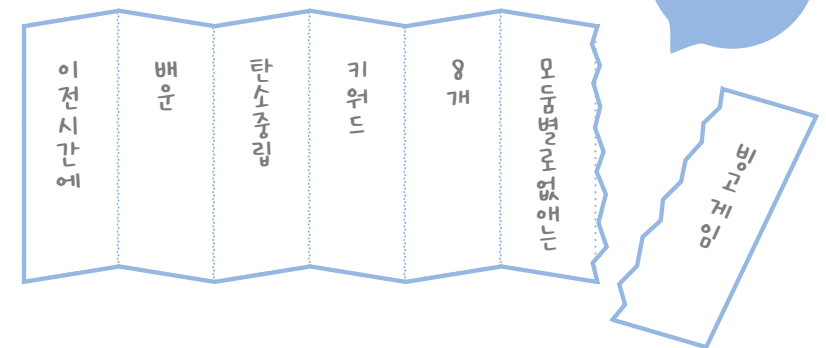 이전시간에
배운
탄소중립
키워드
8개
모둠별로없애는
빙고게임